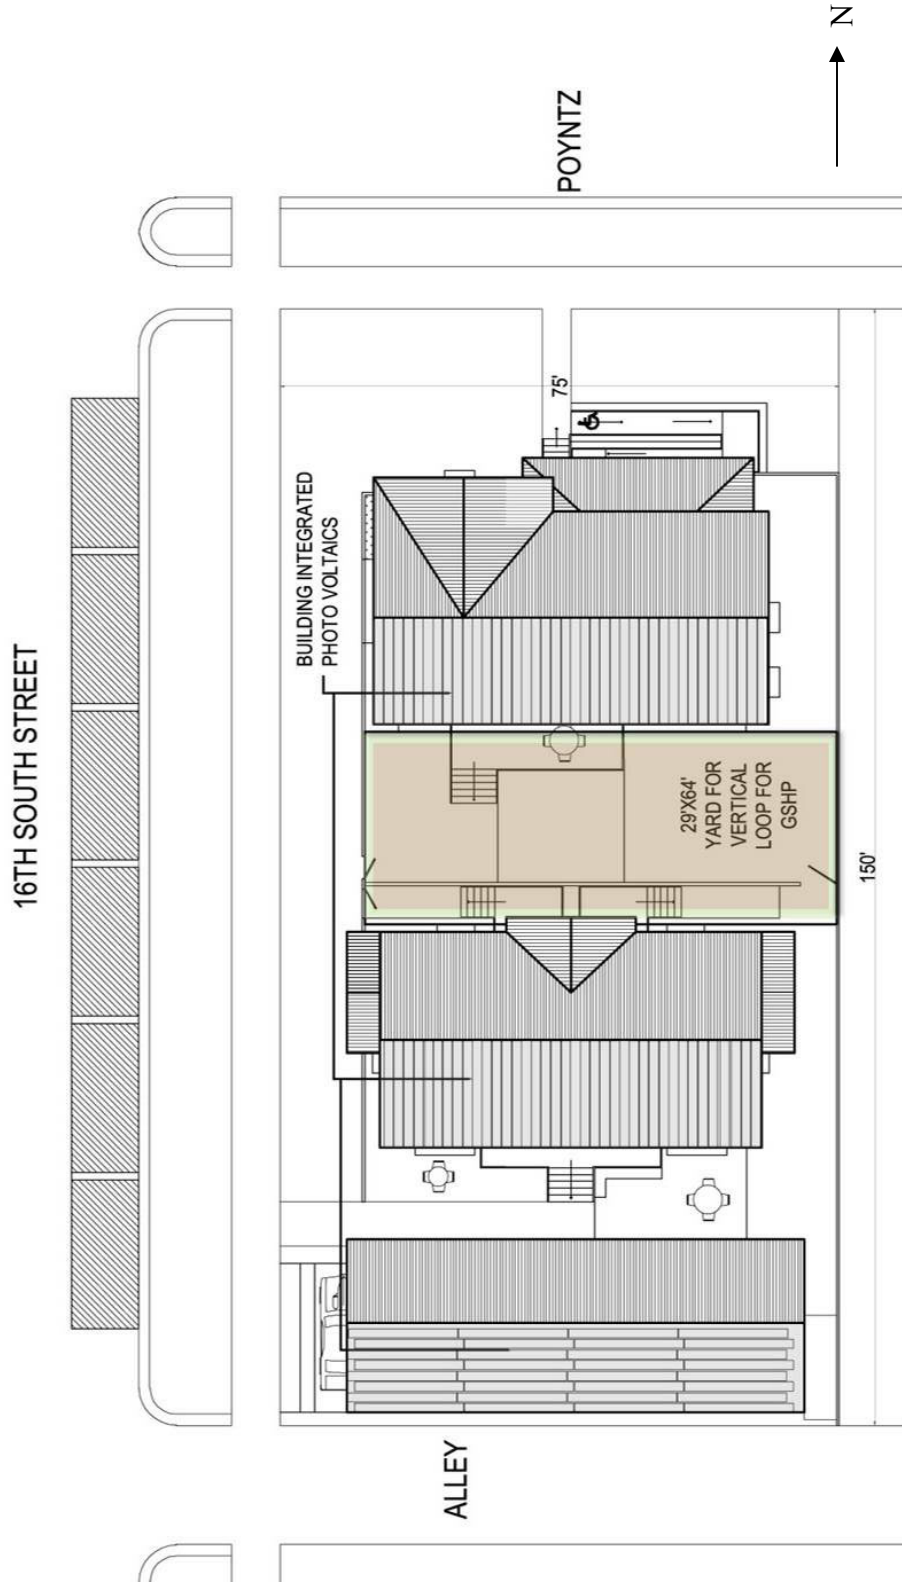 N
POYNTZ
75'
BUILDING INTEGRATED
PHOTO VOLTAICS
16TH SOUTH STREET
29'X64'
YARD FOR
VERTICAL
LOOP FOR
GSHP
150'
ALLEY